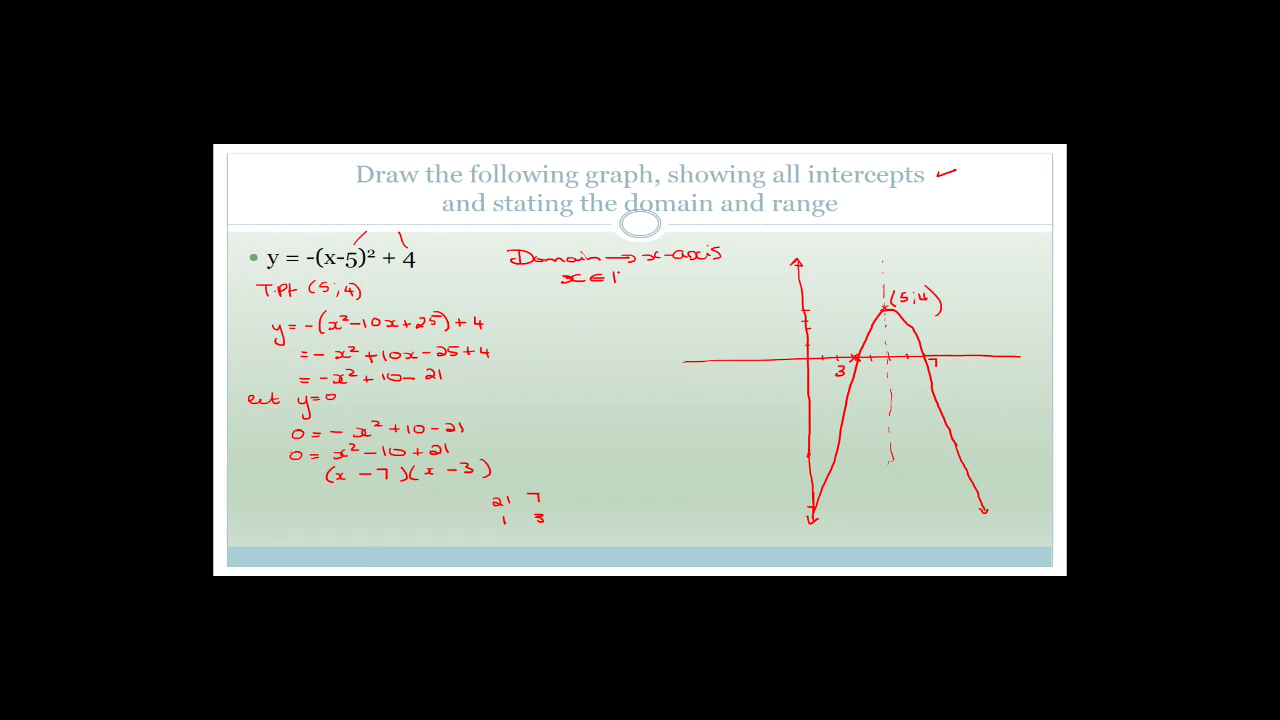 Draw the following graph, showing all intercepts ✓
and stating the domain and range
• y = -(x-5)² + 4
T.Pt (5;4)
y = -(x²-10x+25) + 4
= - x² + 10x - 25 + 4
= - x² + 10 - 21
y=0
0 = - x² + 10 - 21
0 = x² - 10 + 21
(x - 7)(x - 3)
21 7
1 3
Domain → x-axis
x ∈
(5;4)
3
7